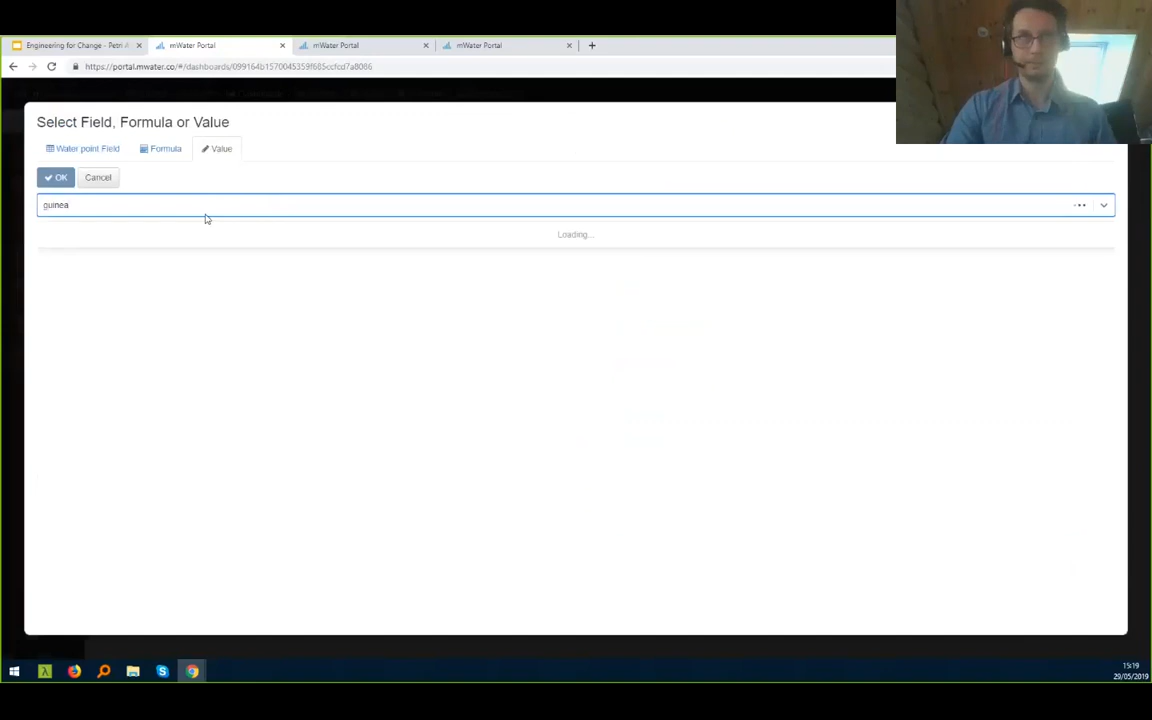 Engineering for Change - Petri A
mWater Portal
mWater Portal
mWater Portal
https://portal.mwater.co/#/dashboards/099164b1570045359f685ccfcd7a8086
Select Field, Formula or Value
Water point Field
Formula
Value
OK
Cancel
guinea
Loading...
15:19
29/05/2019